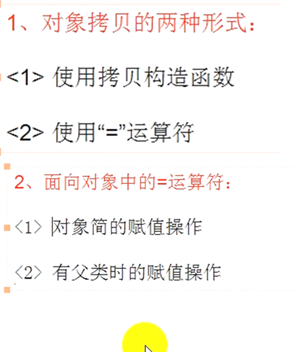 1、对象拷贝的两种形式：
<1> 使用拷贝构造函数
<2> 使用“=”运算符
2、面向对象中的=运算符：
<1> 对象简的赋值操作
<2> 有父类时的赋值操作